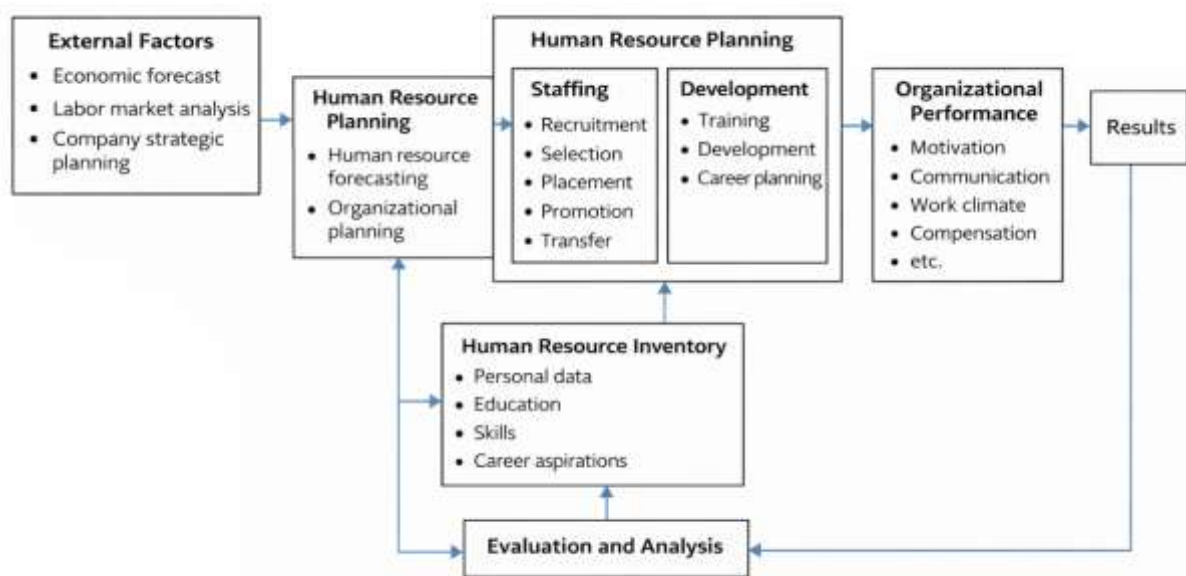 External Factors
• Economic forecast
• Labor market analysis
• Company strategic
planning
Human Resource
Planning
• Human resource
forecasting
• Organizational
planning
Human Resource Planning
Staffing
• Recruitment
• Selection
• Placement
• Promotion
• Transfer
Development
• Training
• Development
• Career planning
Organizational
Performance
• Motivation
• Communication
• Work climate
• Compensation
• etc.
Results
Human Resource Inventory
• Personal data
• Education
• Skills
• Career aspirations
Evaluation and Analysis